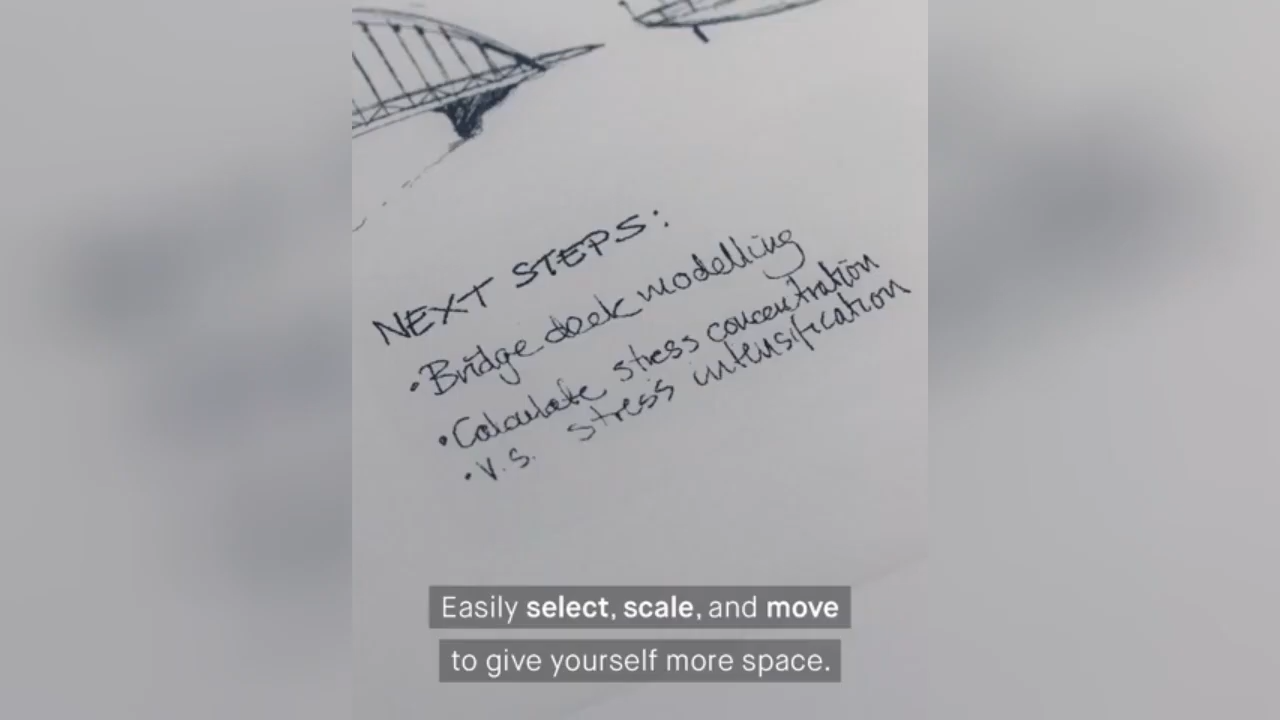 NEXT STEPS:
• Bridge deek modelling
• Calculate stress concentration
• v.s. stress intensification
Easily select, scale, and move
to give yourself more space.